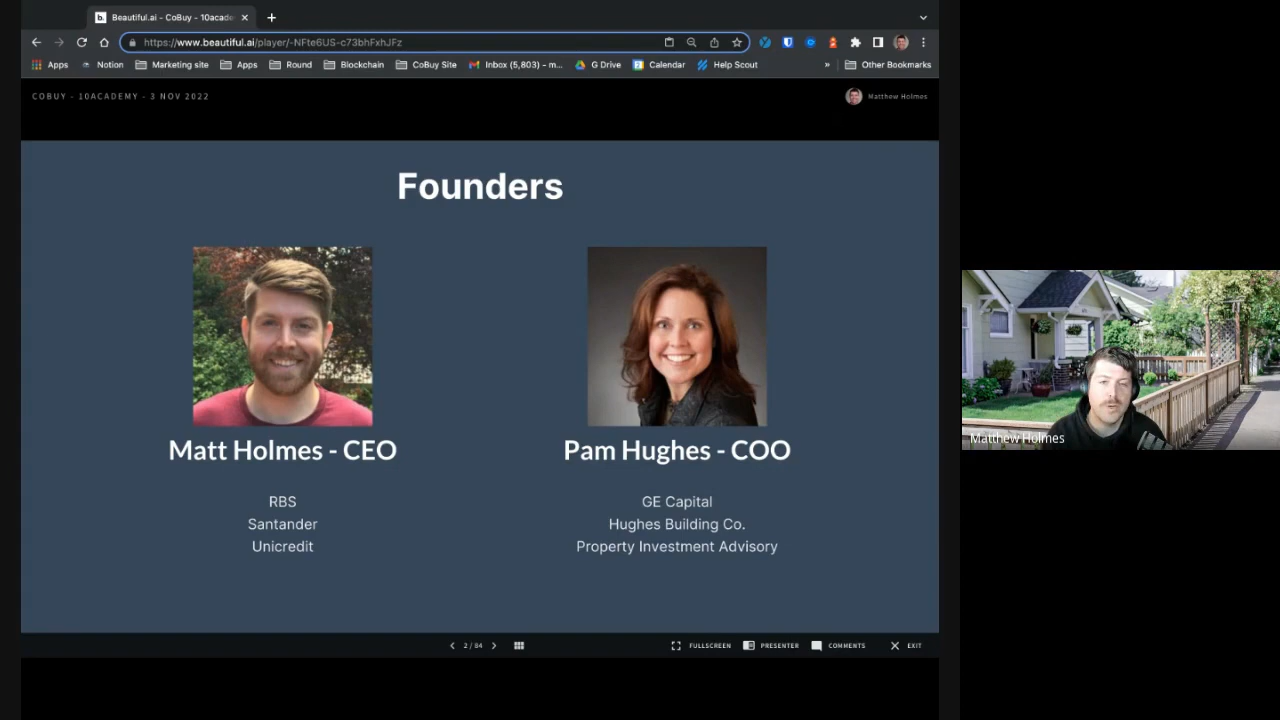 Beautiful.ai - CoBuy - 10acade
https://www.beautiful.ai/player/-NFte6US-c73bhFxhJFz
Apps Notion Marketing site Apps Round Blockchain CoBuy Site Inbox (5,803) – m... G Drive Calendar Help Scout » Other Bookmarks
COBUY - 10ACADEMY - 3 NOV 2022
Matthew Holmes
Founders
Matt Holmes - CEO
Pam Hughes - COO
RBS
Santander
Unicredit
GE Capital
Hughes Building Co.
Property Investment Advisory
Matthew Holmes
2 / 84 FULLSCREEN PRESENTER COMMENTS EXIT